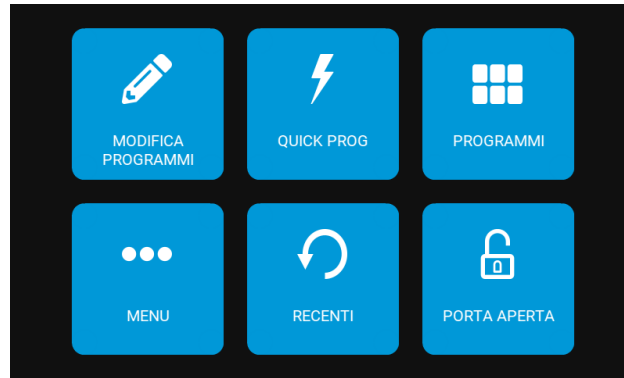 MODIFICA
PROGRAMMI
QUICK PROG
PROGRAMMI
MENU
RECENTI
PORTA APERTA